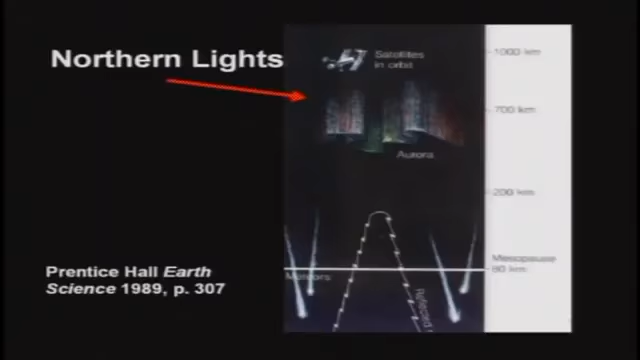 Northern Lights
Satellites
in orbit
1000 km
700 km
Aurora
200 km
Mesopause
80 km
Meteors
Prentice Hall Earth
Science 1989, p. 307
Reflected